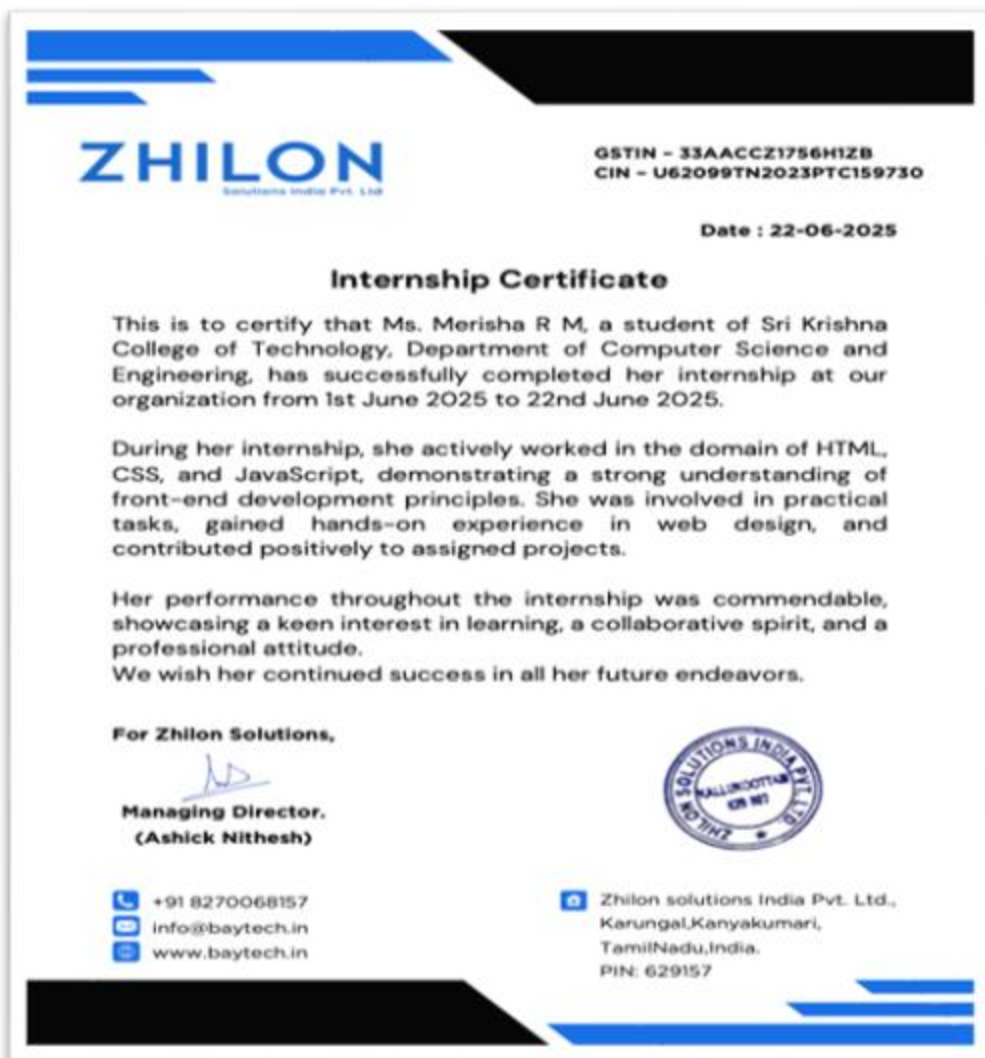 ZHILON
Solutions India Pvt. Ltd
GSTIN - 33AACCZ1756H1ZB
CIN - U62099TN2023PTC159730
Date : 22-06-2025
Internship Certificate
This is to certify that Ms. Merisha R M, a student of Sri Krishna
College of Technology, Department of Computer Science and
Engineering, has successfully completed her internship at our
organization from 1st June 2025 to 22nd June 2025.
During her internship, she actively worked in the domain of HTML,
CSS, and JavaScript, demonstrating a strong understanding of
front-end development principles. She was involved in practical
tasks, gained hands-on experience in web design, and
contributed positively to assigned projects.
Her performance throughout the internship was commendable,
showcasing a keen interest in learning, a collaborative spirit, and a
professional attitude.
We wish her continued success in all her future endeavors.
For Zhilon Solutions,
Managing Director.
(Ashick Nithesh)
ZHILON SOLUTIONS INDIA PVT. LTD.
+91 8270068157
info@baytech.in
www.baytech.in
Zhilon solutions India Pvt. Ltd.,
Karungal,Kanyakumari,
TamilNadu,India.
PIN: 629157